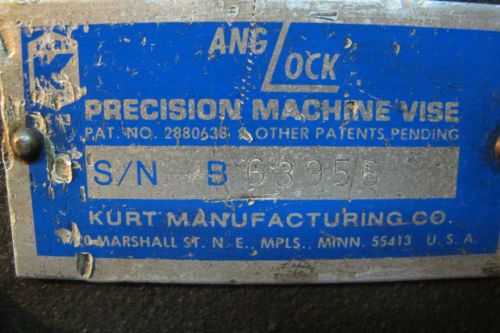 ANG LOCK
PRECISION MACHINE VISE
PAT. NO. 2880638 & OTHER PATENTS PENDING
S/N B 63956
KURT MANUFACTURING CO.
MARSHALL ST. N. E., MPLS., MINN. 55413 U. S. A.